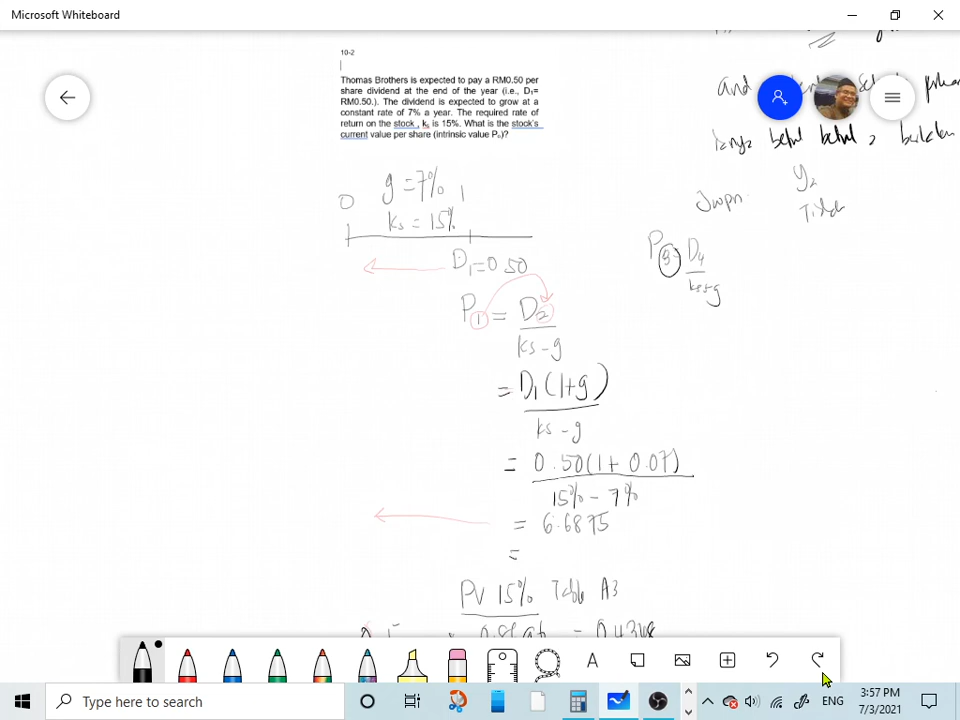 Microsoft Whiteboard
10-2
Thomas Brothers is expected to pay a RM0.50 per
share dividend at the end of the year (i.e., D₁=
RM0.50.). The dividend is expected to grow at a
constant rate of 7% a year. The required rate of
return on the stock , kₛ is 15%. What is the stock's
current value per share (intrinsic value P₀)?
and
betul betul ,
0 g = 7% 1
ks = 15%
D1 = 0.50
P3 = D4
ks-g
P1 = D2
ks - g
= D1 (1+g)
ks - g
= 0.50(1 + 0.07)
15% - 7%
= 6.6875
=
PV 15% Table A3
A
Type here to search
ENG
3:57 PM
7/3/2021